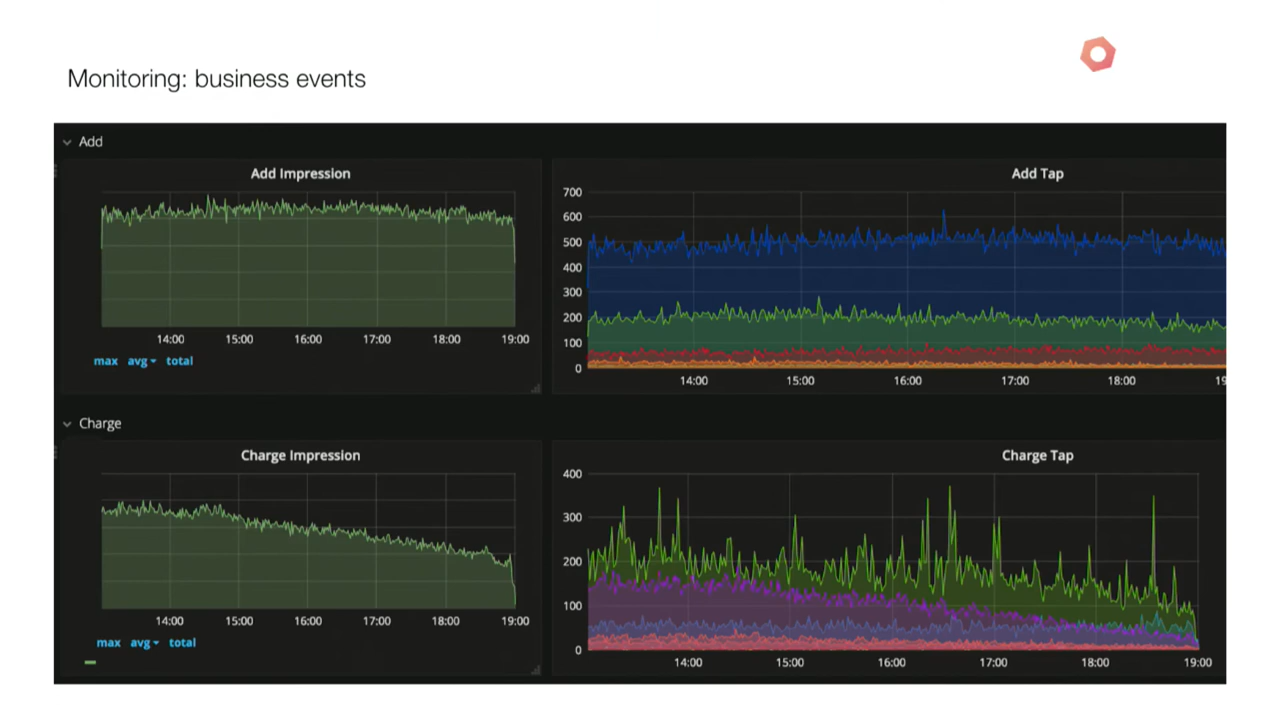 Monitoring: business events
Add
Add Impression
14:00 15:00 16:00 17:00 18:00 19:00
max avg total
Add Tap
700
600
500
400
300
200
100
0
14:00 15:00 16:00 17:00 18:00 19
Charge
Charge Impression
14:00 15:00 16:00 17:00 18:00 19:00
max avg total
Charge Tap
400
300
200
100
0
14:00 15:00 16:00 17:00 18:00 19:00